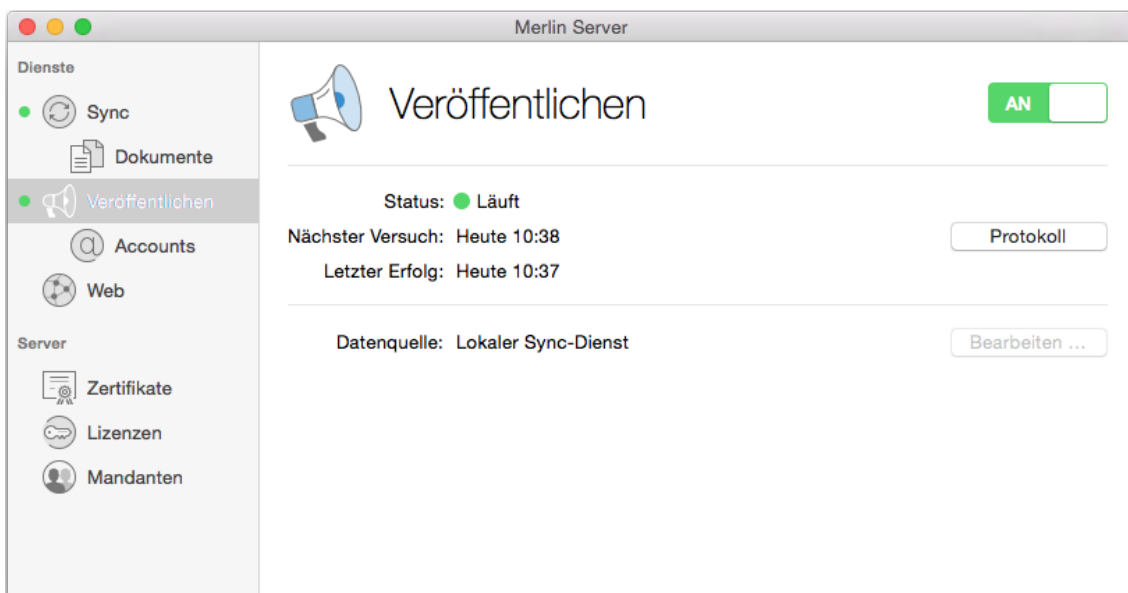 Merlin Server
Dienste
Sync
Dokumente
Veröffentlichen
Accounts
Web
Server
Zertifikate
Lizenzen
Mandanten
Veröffentlichen
AN
Status: Läuft
Nächster Versuch: Heute 10:38
Protokoll
Letzter Erfolg: Heute 10:37
Datenquelle: Lokaler Sync-Dienst
Bearbeiten ...